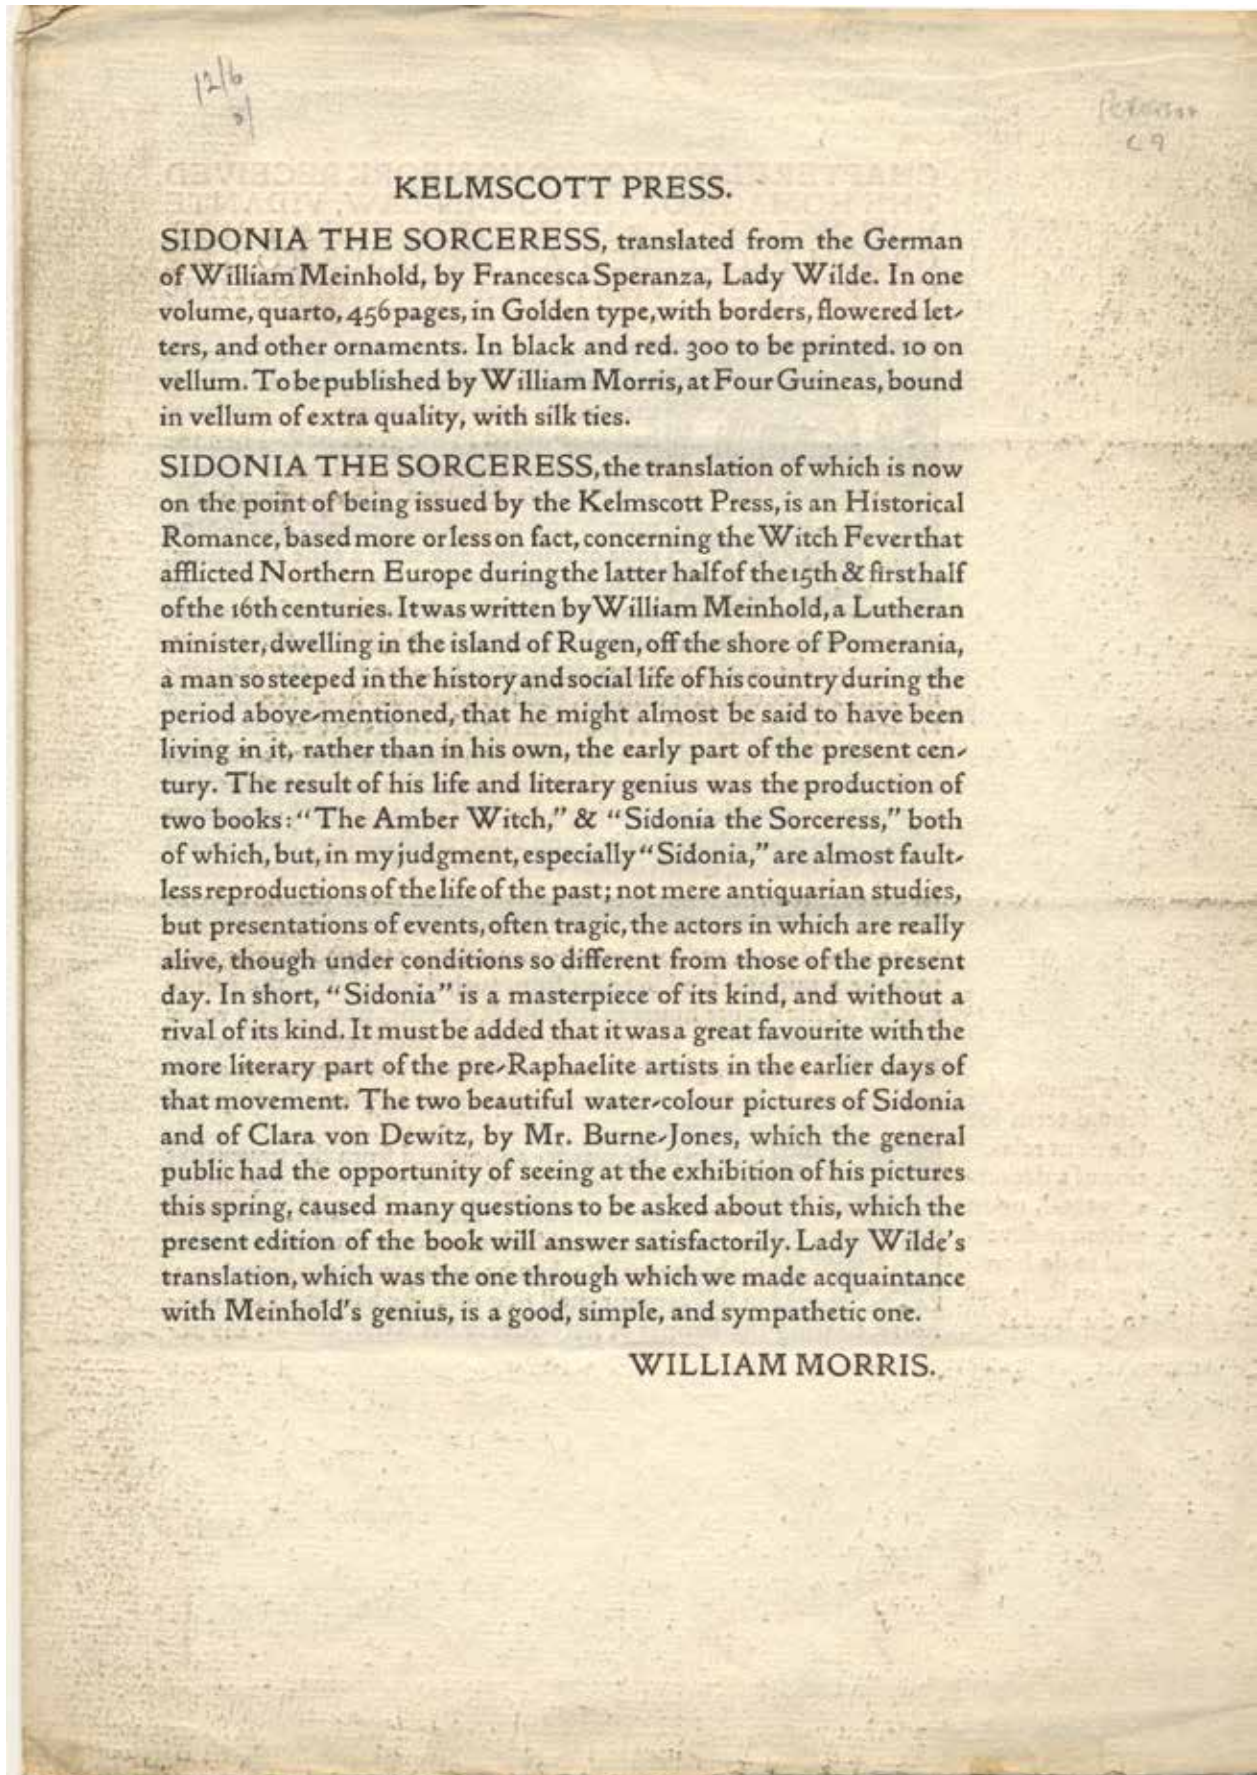 12/6
KELMSCOTT PRESS.
SIDONIA THE SORCERESS, translated from the German
of William Meinhold, by Francesca Speranza, Lady Wilde. In one
volume, quarto, 456 pages, in Golden type, with borders, flowered let-
ters, and other ornaments. In black and red. 300 to be printed. 10 on
vellum. To be published by William Morris, at Four Guineas, bound
in vellum of extra quality, with silk ties.
SIDONIA THE SORCERESS, the translation of which is now
on the point of being issued by the Kelmscott Press, is an Historical
Romance, based more or less on fact, concerning the Witch Fever that
afflicted Northern Europe during the latter half of the 15th & first half
of the 16th centuries. It was written by William Meinhold, a Lutheran
minister, dwelling in the island of Rugen, off the shore of Pomerania,
a man so steeped in the history and social life of his country during the
period above-mentioned, that he might almost be said to have been
living in it, rather than in his own, the early part of the present cen-
tury. The result of his life and literary genius was the production of
two books: "The Amber Witch," & "Sidonia the Sorceress," both
of which, but, in my judgment, especially "Sidonia," are almost fault-
less reproductions of the life of the past; not mere antiquarian studies,
but presentations of events, often tragic, the actors in which are really
alive, though under conditions so different from those of the present
day. In short, "Sidonia" is a masterpiece of its kind, and without a
rival of its kind. It must be added that it was a great favourite with the
more literary part of the pre-Raphaelite artists in the earlier days of
that movement. The two beautiful water-colour pictures of Sidonia
and of Clara von Dewitz, by Mr. Burne-Jones, which the general
public had the opportunity of seeing at the exhibition of his pictures
this spring, caused many questions to be asked about this, which the
present edition of the book will answer satisfactorily. Lady Wilde's
translation, which was the one through which we made acquaintance
with Meinhold's genius, is a good, simple, and sympathetic one.
WILLIAM MORRIS.